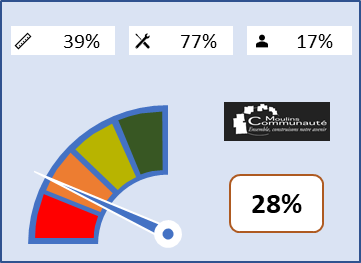 39%
77%
17%
Moulins
Communauté
Ensemble, construisons notre avenir
28%